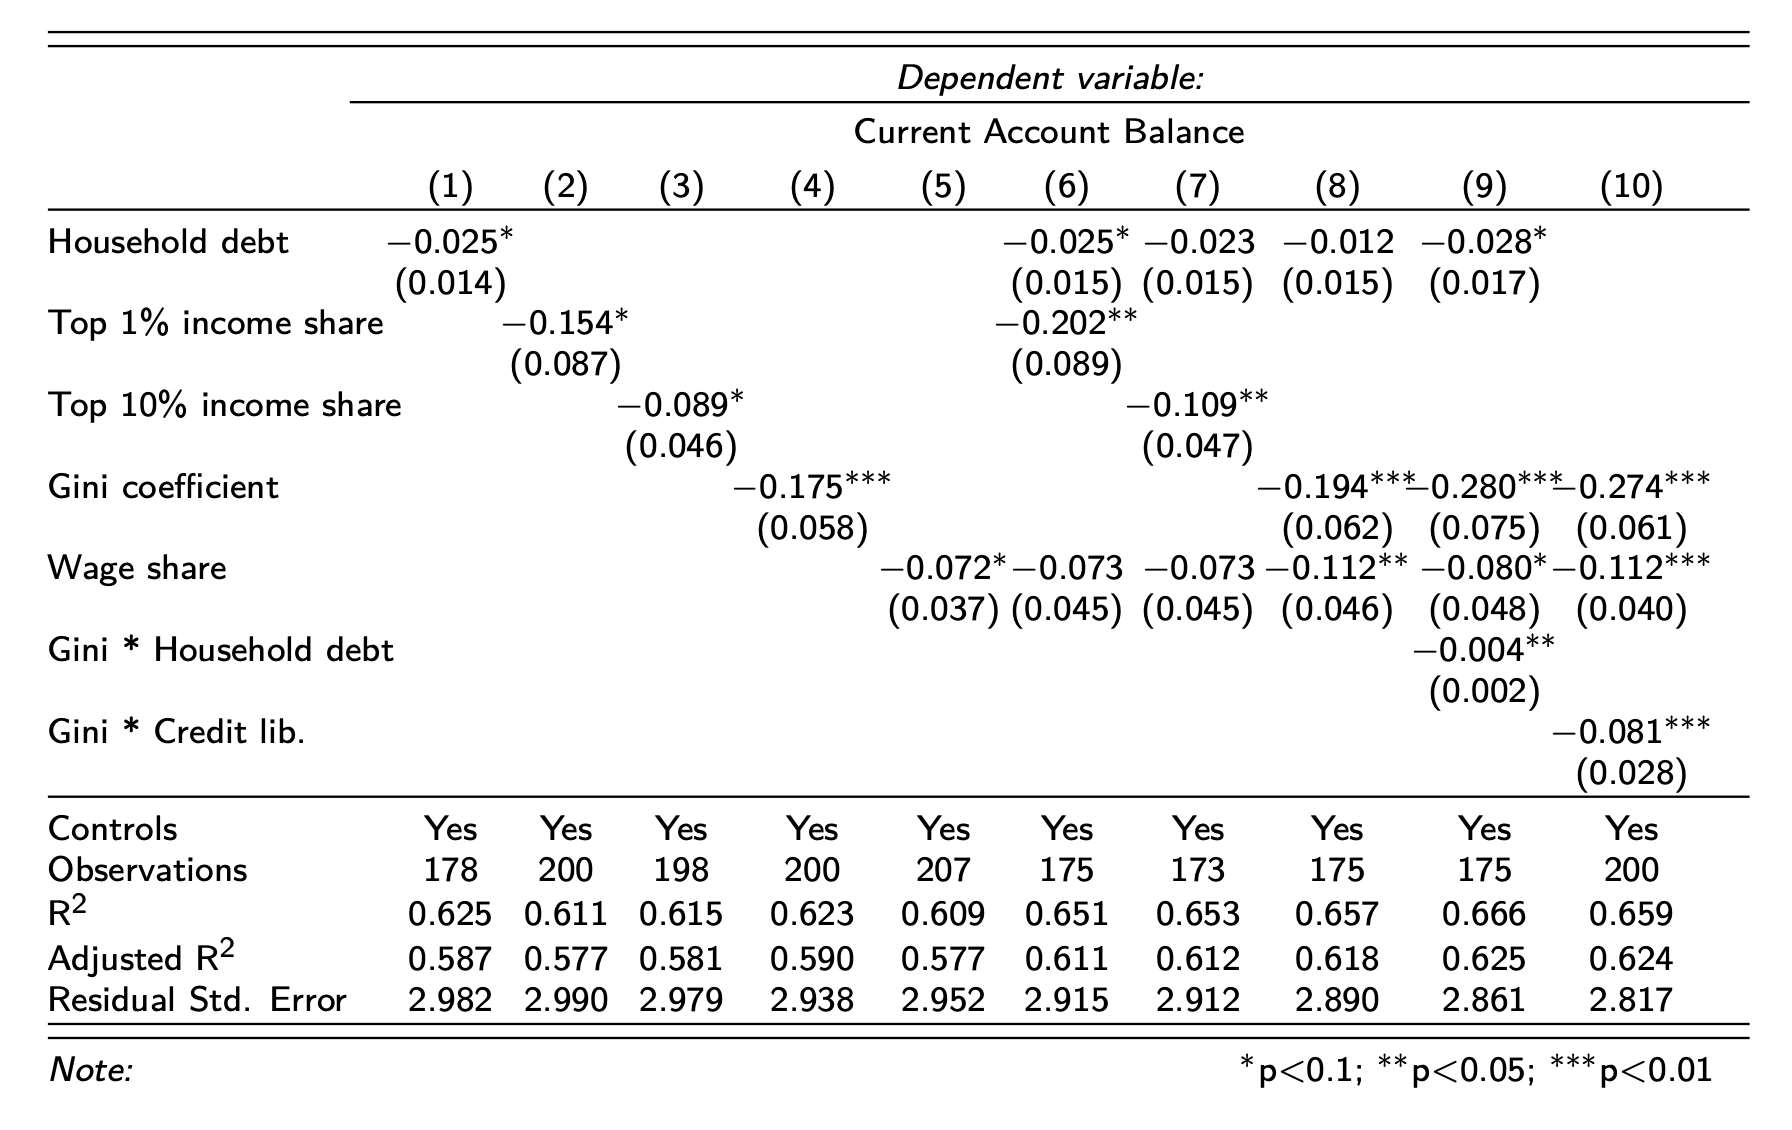 Dependent variable:
Current Account Balance
(1) (2) (3) (4) (5) (6) (7) (8) (9) (10)
Household debt −0.025* −0.025* −0.023 −0.012 −0.028*
(0.014) (0.015) (0.015) (0.015) (0.017)
Top 1% income share −0.154* −0.202**
(0.087) (0.089)
Top 10% income share −0.089* −0.109**
(0.046) (0.047)
Gini coefficient −0.175*** −0.194*** −0.280*** −0.274***
(0.058) (0.062) (0.075) (0.061)
Wage share −0.072* −0.073 −0.073 −0.112** −0.080* −0.112***
(0.037) (0.045) (0.045) (0.046) (0.048) (0.040)
Gini * Household debt −0.004**
(0.002)
Gini * Credit lib. −0.081***
(0.028)
Controls Yes Yes Yes Yes Yes Yes Yes Yes Yes Yes
Observations 178 200 198 200 207 175 173 175 175 200
R² 0.625 0.611 0.615 0.623 0.609 0.651 0.653 0.657 0.666 0.659
Adjusted R² 0.587 0.577 0.581 0.590 0.577 0.611 0.612 0.618 0.625 0.624
Residual Std. Error 2.982 2.990 2.979 2.938 2.952 2.915 2.912 2.890 2.861 2.817
Note: *p<0.1; **p<0.05; ***p<0.01